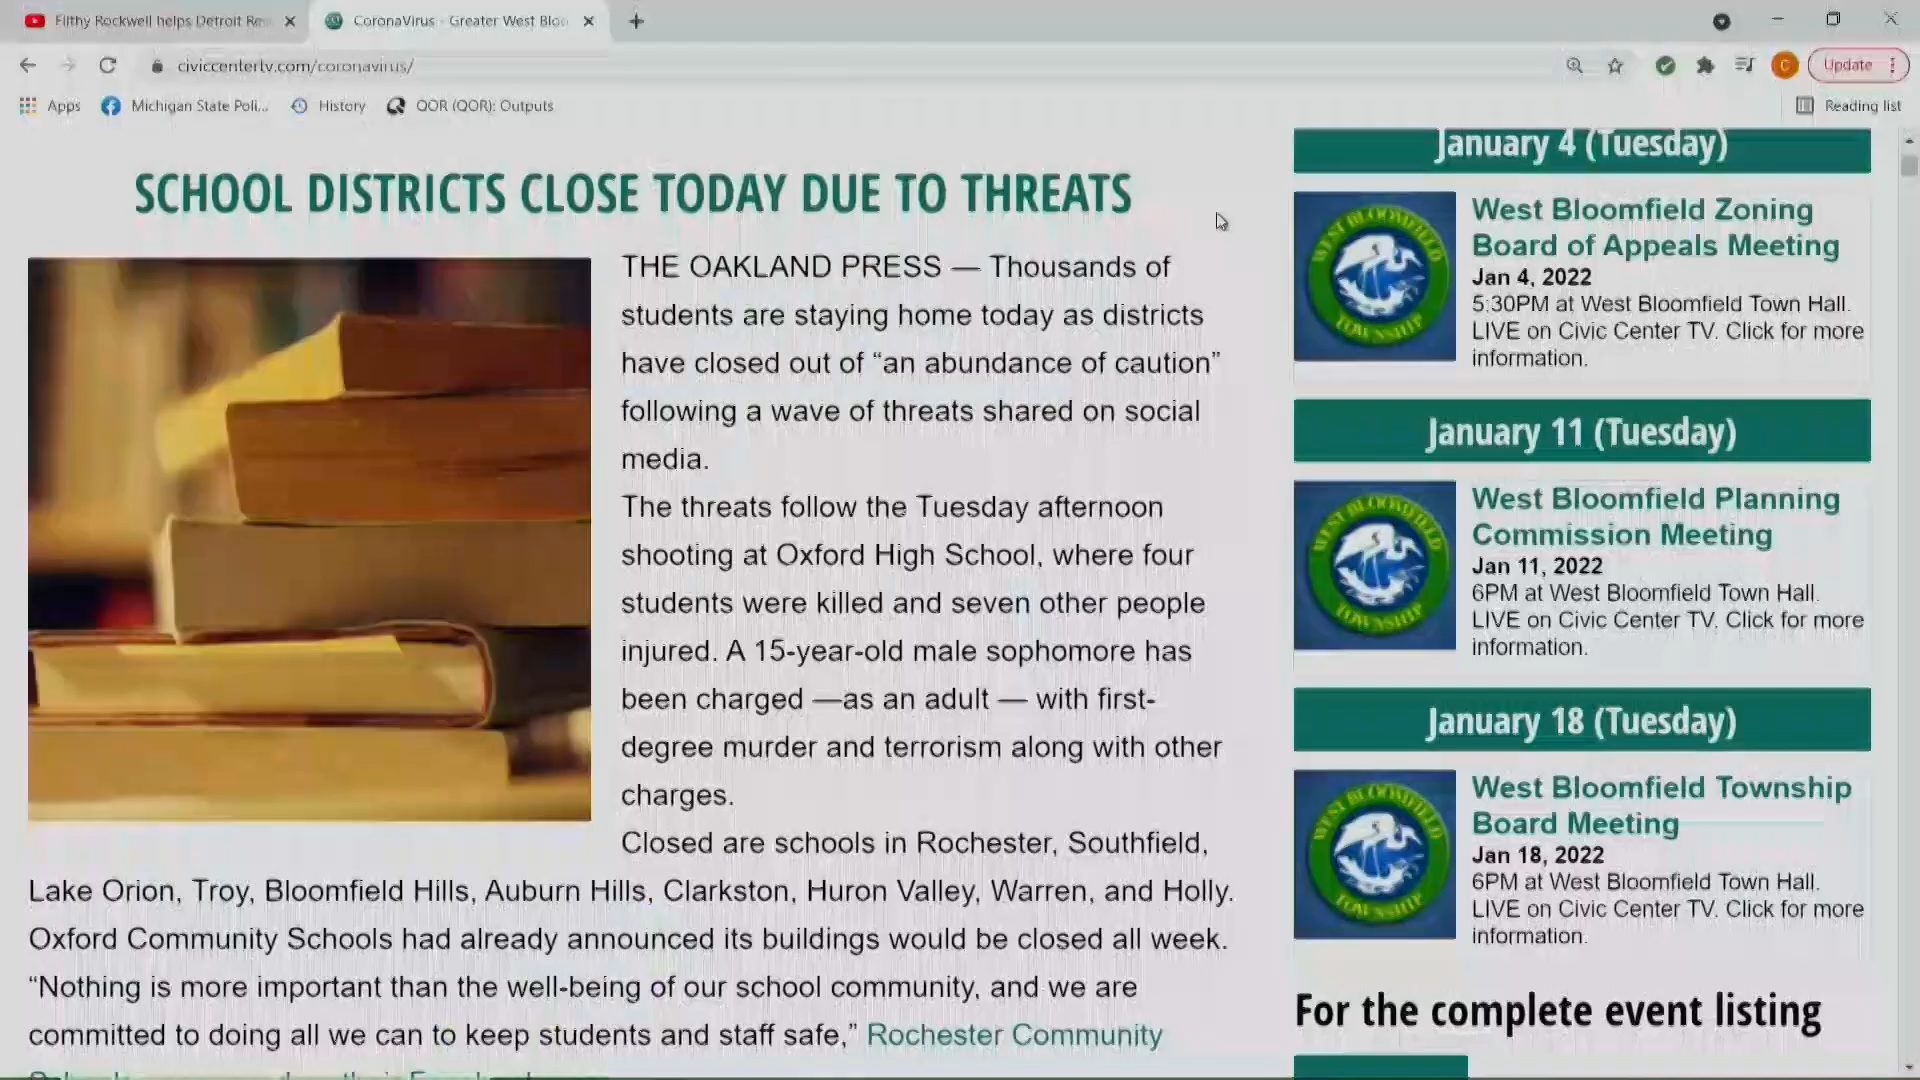 Filthy Rockwell helps Detroit Re
CoronaVirus - Greater West Bloo
civiccentertv.com/coronavirus/
Update
Apps
Michigan State Poli...
History
QOR (QOR): Outputs
Reading list
SCHOOL DISTRICTS CLOSE TODAY DUE TO THREATS
THE OAKLAND PRESS — Thousands of
students are staying home today as districts
have closed out of “an abundance of caution”
following a wave of threats shared on social
media.
The threats follow the Tuesday afternoon
shooting at Oxford High School, where four
students were killed and seven other people
injured. A 15-year-old male sophomore has
been charged —as an adult — with first-
degree murder and terrorism along with other
charges.
Closed are schools in Rochester, Southfield,
Lake Orion, Troy, Bloomfield Hills, Auburn Hills, Clarkston, Huron Valley, Warren, and Holly.
Oxford Community Schools had already announced its buildings would be closed all week.
“Nothing is more important than the well-being of our school community, and we are
committed to doing all we can to keep students and staff safe,” Rochester Community
January 4 (Tuesday)
WEST BLOOMFIELD
TOWNSHIP
West Bloomfield Zoning
Board of Appeals Meeting
Jan 4, 2022
5:30PM at West Bloomfield Town Hall.
LIVE on Civic Center TV. Click for more
information.
January 11 (Tuesday)
WEST BLOOMFIELD
TOWNSHIP
West Bloomfield Planning
Commission Meeting
Jan 11, 2022
6PM at West Bloomfield Town Hall.
LIVE on Civic Center TV. Click for more
information.
January 18 (Tuesday)
WEST BLOOMFIELD
TOWNSHIP
West Bloomfield Township
Board Meeting
Jan 18, 2022
6PM at West Bloomfield Town Hall.
LIVE on Civic Center TV. Click for more
information.
For the complete event listing